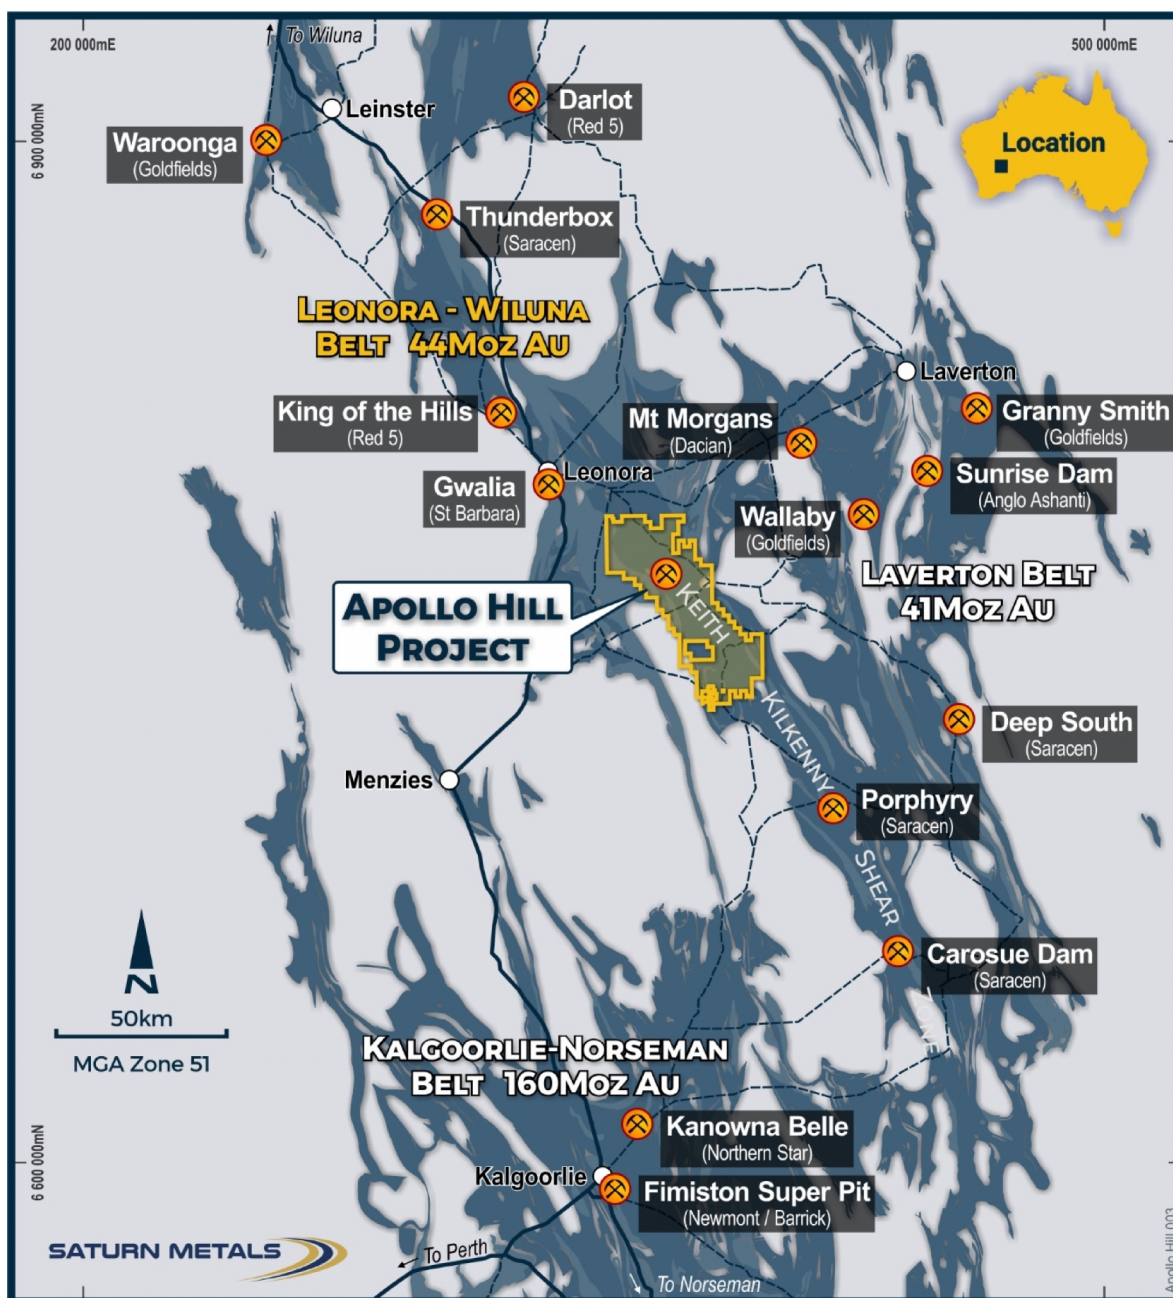 200 000mE
500 000mE
6 900 000mN
6 600 000mN
To Wiluna
Leinster
Darlot
(Red 5)
Waroonga
(Goldfields)
Location
Thunderbox
(Saracen)
LEONORA - WILUNA
BELT 44MOZ AU
Laverton
King of the Hills
(Red 5)
Mt Morgans
(Dacian)
Granny Smith
(Goldfields)
Leonora
Gwalia
(St Barbara)
Sunrise Dam
(Anglo Ashanti)
Wallaby
(Goldfields)
LAVERTON BELT
41MOZ AU
APOLLO HILL
PROJECT
KEITH
KILKENNY
SHEAR
ZONE
Deep South
(Saracen)
Menzies
Porphyry
(Saracen)
Carosue Dam
(Saracen)
N
50km
MGA Zone 51
KALGOORLIE-NORSEMAN
BELT 160MOZ AU
Kanowna Belle
(Northern Star)
Kalgoorlie
Fimiston Super Pit
(Newmont / Barrick)
SATURN METALS
To Perth
To Norseman
Apollo Hill 003